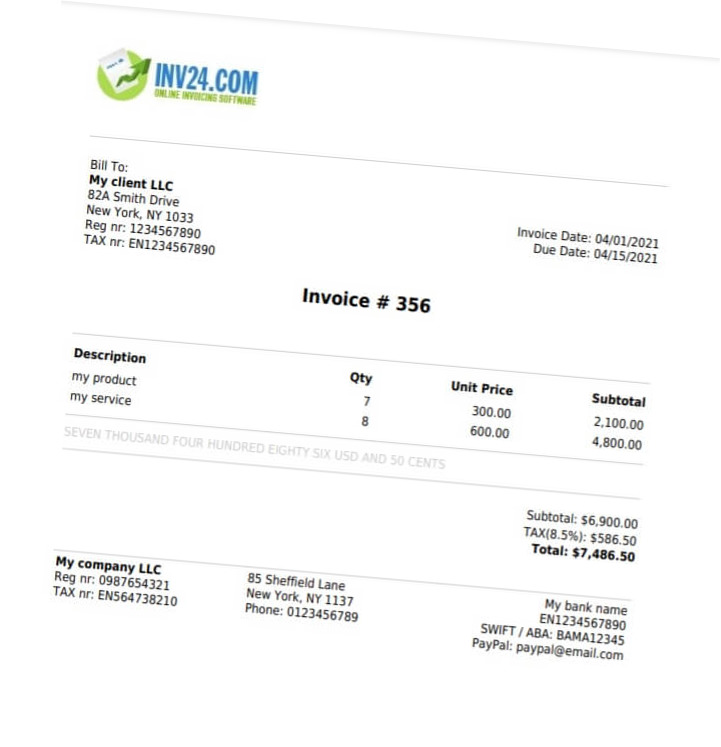 INV24.COM
ONLINE INVOICING SOFTWARE
Bill To:
My client LLC
82A Smith Drive
New York, NY 1033
Reg nr: 1234567890
TAX nr: EN1234567890
Invoice Date: 04/01/2021
Due Date: 04/15/2021
Invoice # 356
Description Qty Unit Price Subtotal
my product 7 300.00 2,100.00
my service 8 600.00 4,800.00
SEVEN THOUSAND FOUR HUNDRED EIGHTY SIX USD AND 50 CENTS
Subtotal: $6,900.00
TAX(8.5%): $586.50
Total: $7,486.50
My company LLC
Reg nr: 0987654321
TAX nr: EN564738210
85 Sheffield Lane
New York, NY 1137
Phone: 0123456789
My bank name
EN1234567890
SWIFT / ABA: BAMA12345
PayPal: paypal@email.com